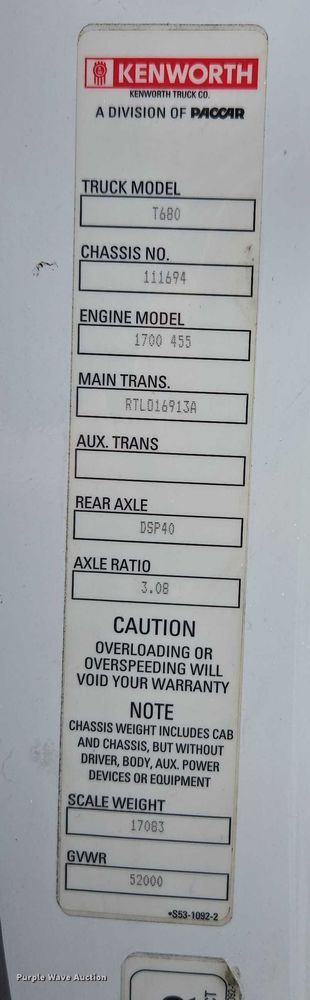 KENWORTH
KENWORTH TRUCK CO.
A DIVISION OF PACCAR
TRUCK MODEL
T680
CHASSIS NO.
111694
ENGINE MODEL
1700 455
MAIN TRANS.
RTLO16913A
AUX. TRANS
REAR AXLE
DSP40
AXLE RATIO
3.08
CAUTION
OVERLOADING OR
OVERSPEEDING WILL
VOID YOUR WARRANTY
NOTE
CHASSIS WEIGHT INCLUDES CAB
AND CHASSIS, BUT WITHOUT
DRIVER, BODY, AUX. POWER
DEVICES OR EQUIPMENT
SCALE WEIGHT
17083
GVWR
52000
*S53-1092-2
Purple Wave Auction